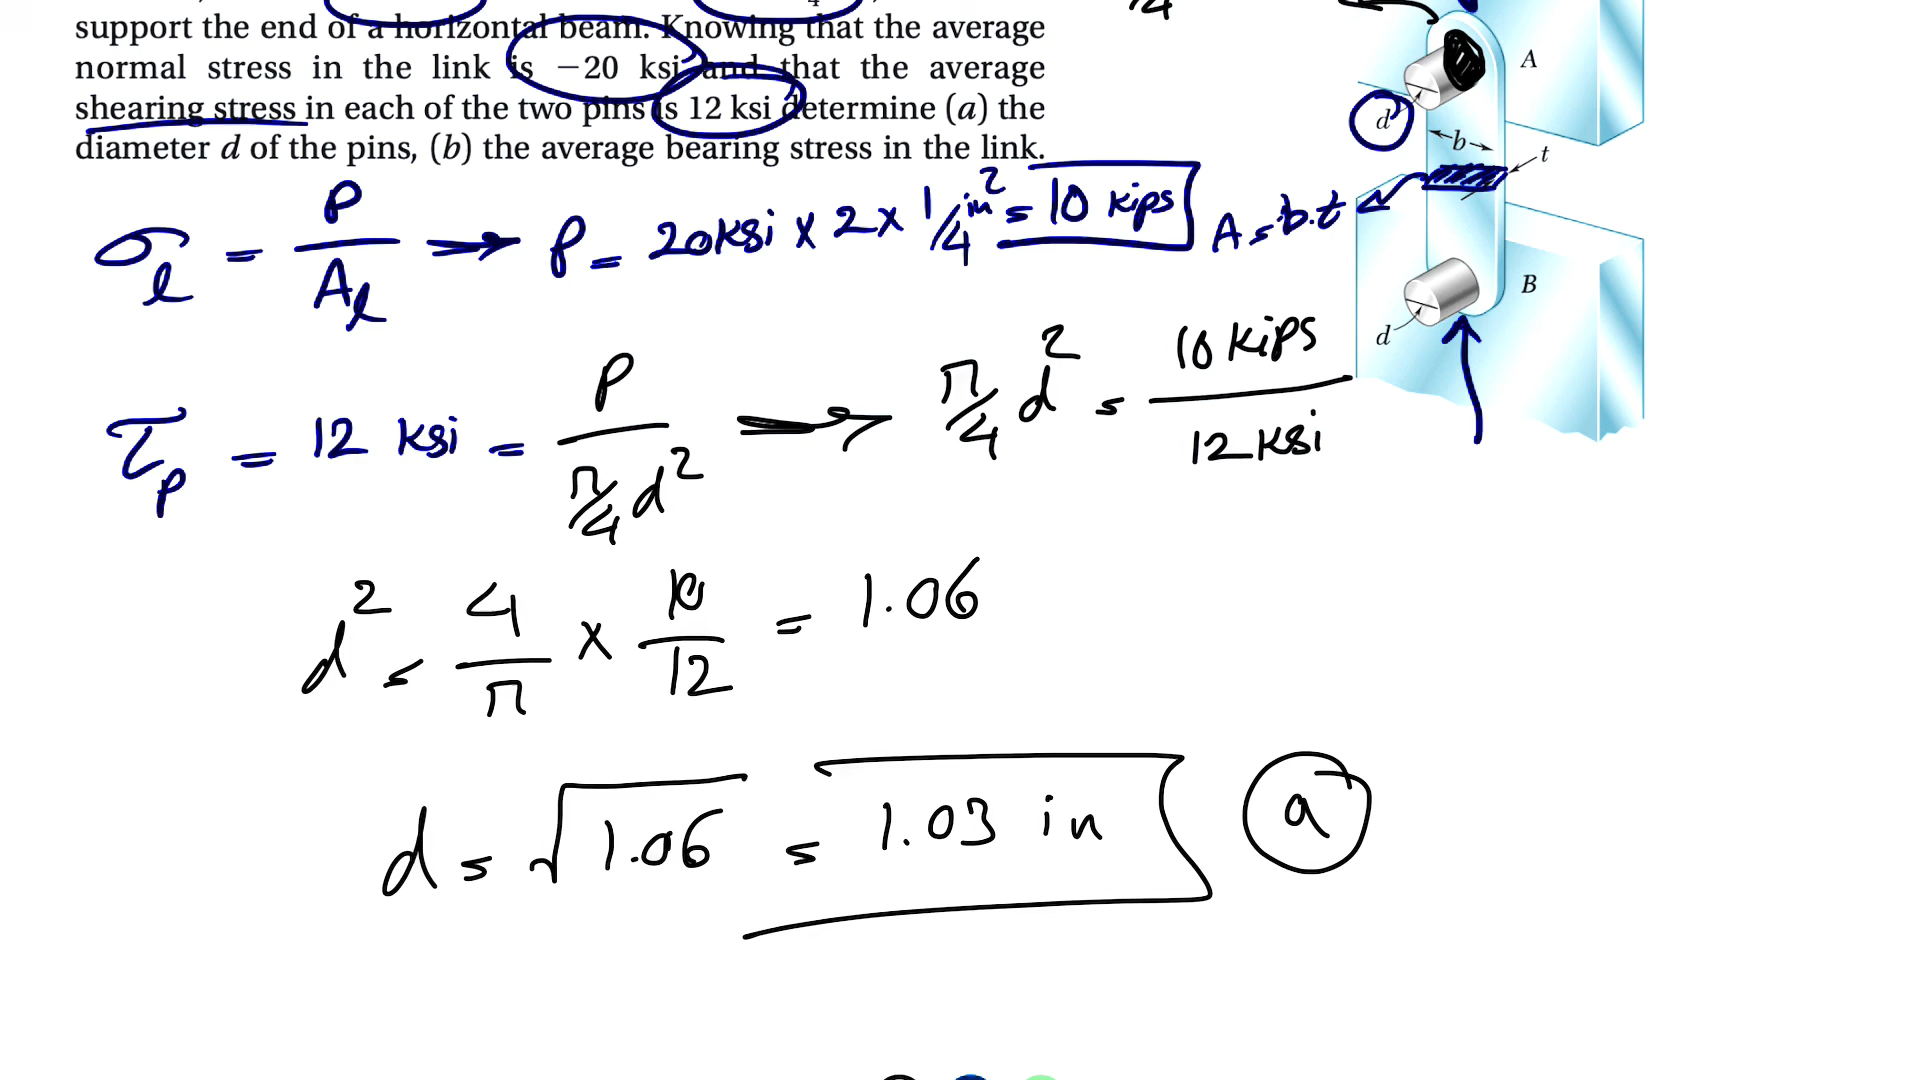 support the end of a horizontal beam. Knowing that the average
normal stress in the link is −20 ksi and that the average
shearing stress in each of the two pins is 12 ksi determine (a) the
diameter d of the pins, (b) the average bearing stress in the link.
A
d
b
t
B
d
σℓ = P / Aℓ → P = 20ksi × 2 × 1/4 in² = 10 kips
A = b.t
τp = 12 ksi = P / π/4 d² → π/4 d² = 10 kips / 12 ksi
d² = 4/π × 10/12 = 1.06
d = √1.06 = 1.03 in
a